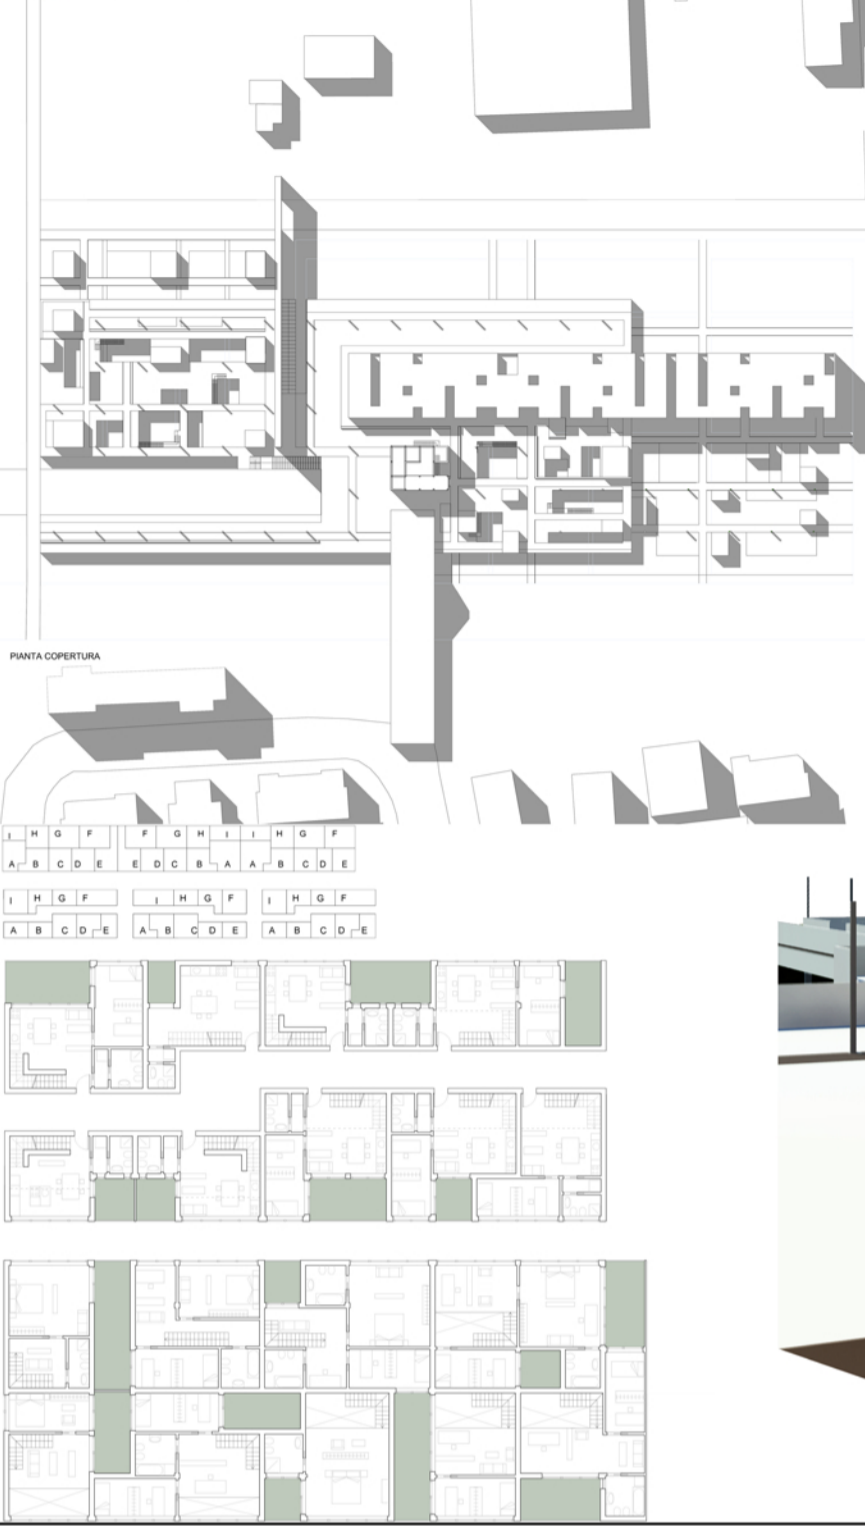 PIANTA COPERTURA
I H G F F G H I I H G F
A B C D E E D C B A A B C D E
I H G F I H G F I H G F
A B C D E A B C D E A B C D E